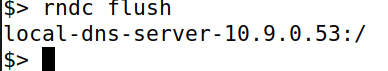 $> rndc flush
local-dns-server-10.9.0.53:/
$>